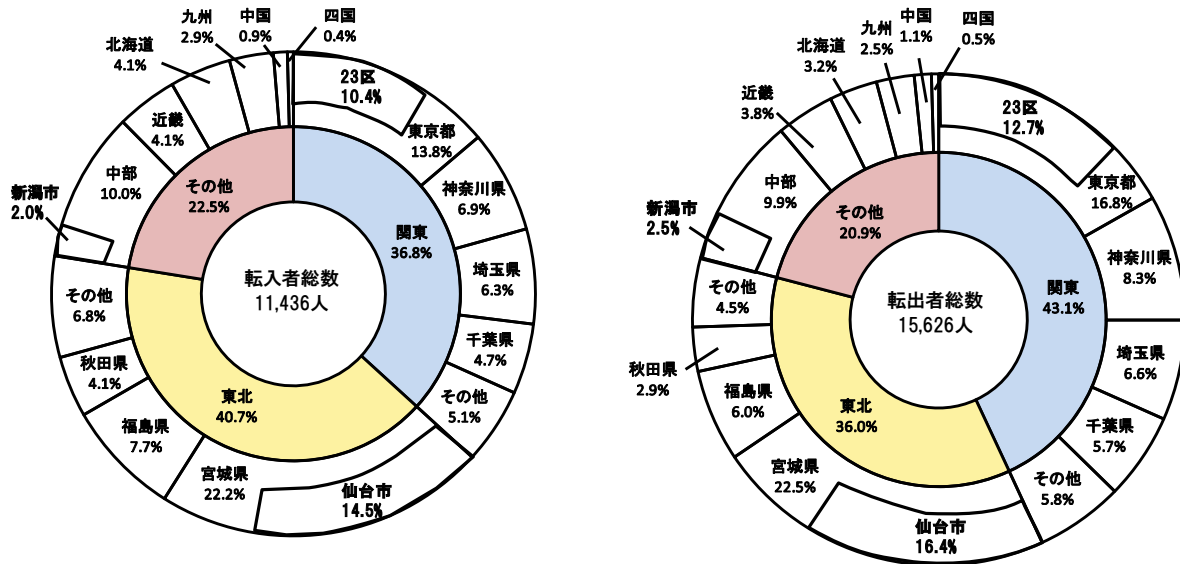 九州
2.9%
中国
0.9%
四国
0.4%
北海道
4.1%
近畿
4.1%
中部
10.0%
新潟市
2.0%
その他
22.5%
23区
10.4%
東京都
13.8%
神奈川県
6.9%
関東
36.8%
埼玉県
6.3%
千葉県
4.7%
その他
5.1%
転入者総数
11,436人
その他
6.8%
秋田県
4.1%
福島県
7.7%
東北
40.7%
宮城県
22.2%
仙台市
14.5%
北海道
3.2%
九州
2.5%
中国
1.1%
四国
0.5%
近畿
3.8%
中部
9.9%
新潟市
2.5%
その他
20.9%
23区
12.7%
東京都
16.8%
神奈川県
8.3%
関東
43.1%
埼玉県
6.6%
千葉県
5.7%
その他
5.8%
転出者総数
15,626人
その他
4.5%
秋田県
2.9%
福島県
6.0%
東北
36.0%
宮城県
22.5%
仙台市
16.4%